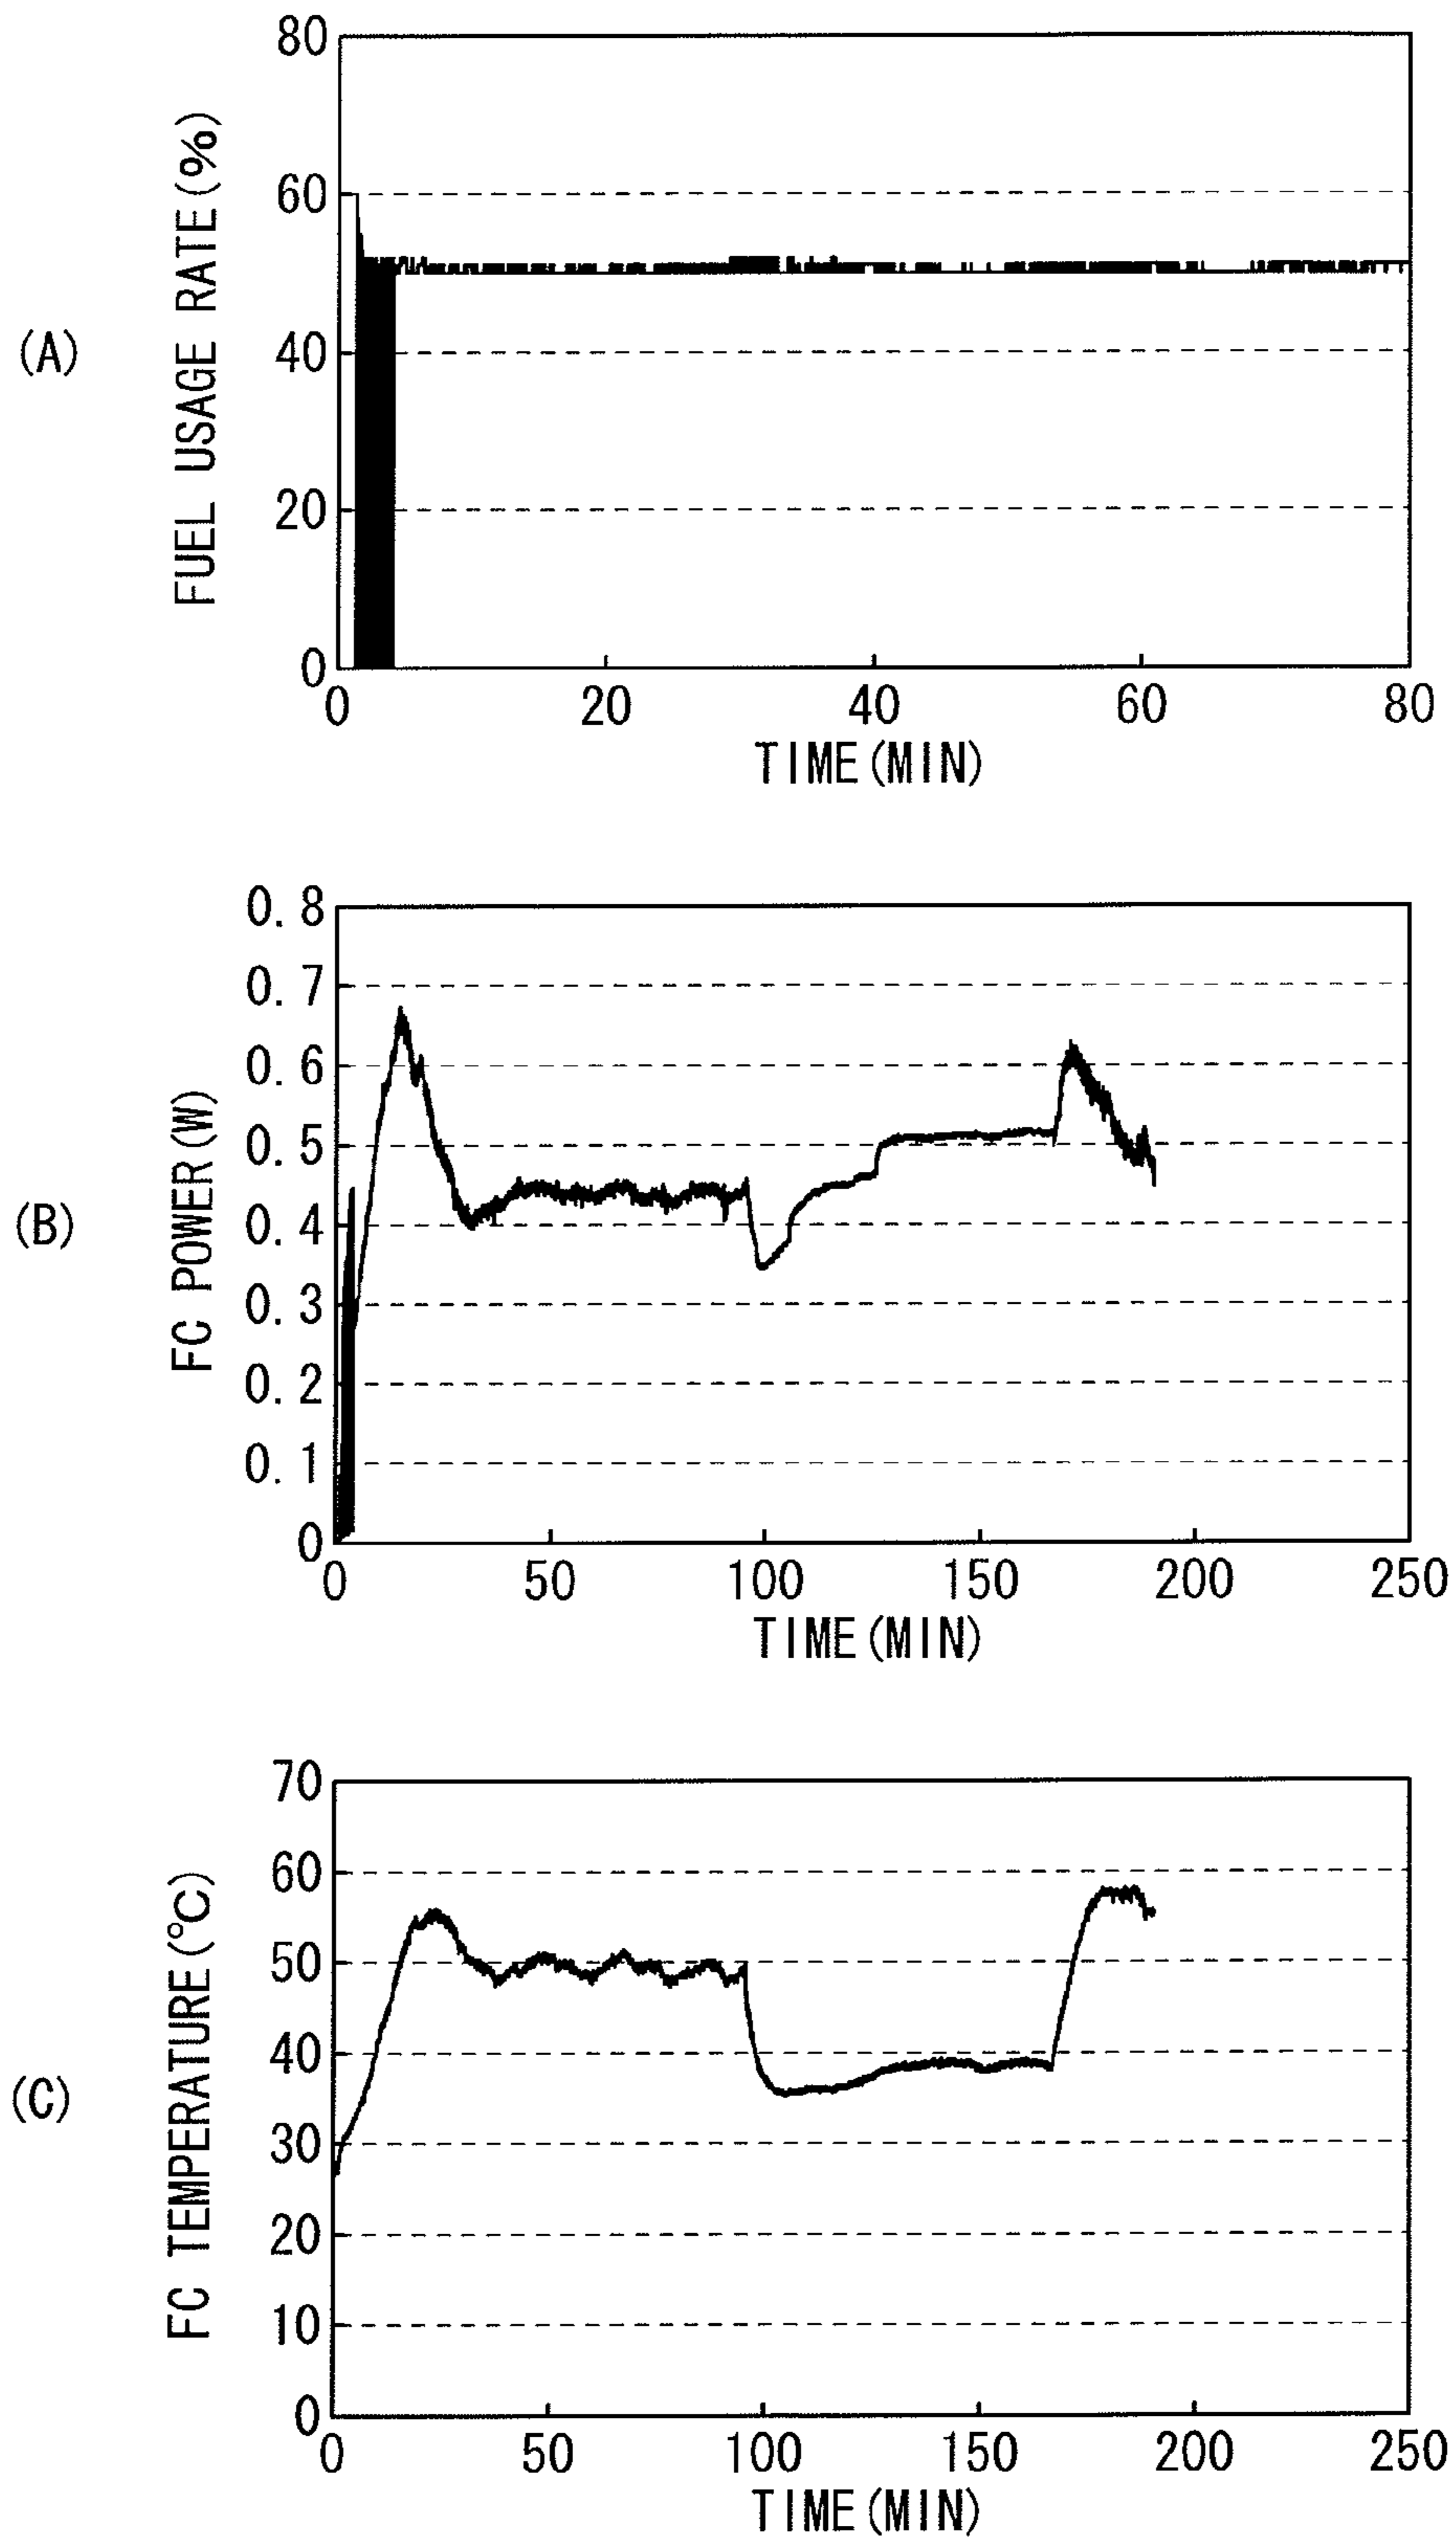 (A)
FUEL USAGE RATE(%)
80
60
40
20
0
0 20 40 60 80
TIME(MIN)
(B)
FC POWER(W)
0.8
0.7
0.6
0.5
0.4
0.3
0.2
0.1
0
0 50 100 150 200 250
TIME(MIN)
(C)
FC TEMPERATURE(°C)
70
60
50
40
30
20
10
0
0 50 100 150 200 250
TIME(MIN)